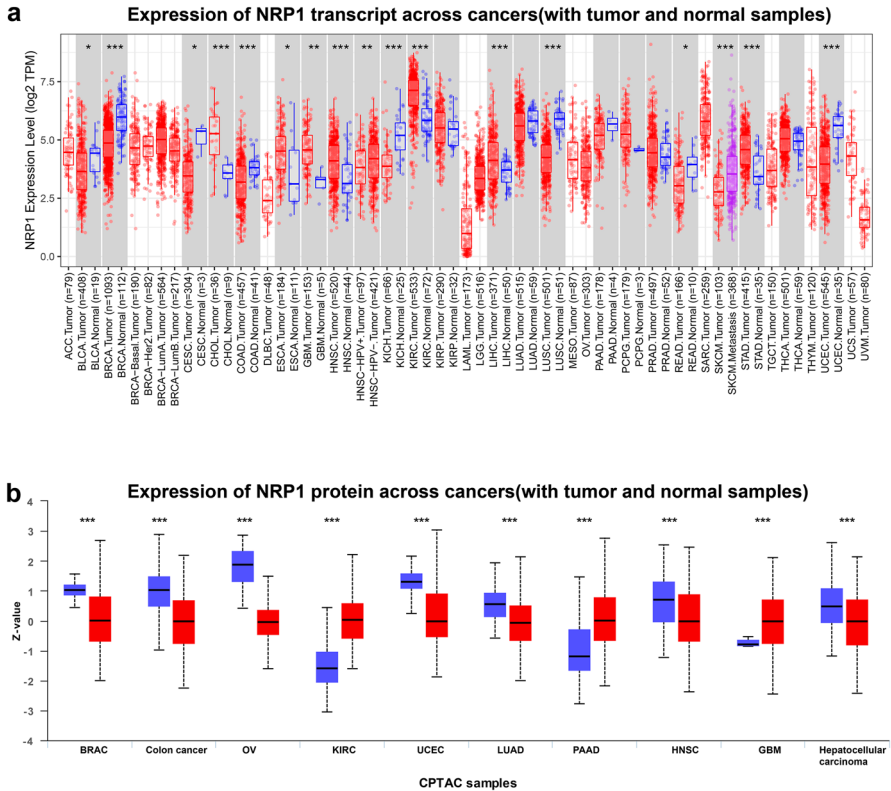 a
Expression of NRP1 transcript across cancers(with tumor and normal samples)
NRP1 Expression Level (log2 TPM)
7.5
5.0
2.5
0.0
* *** * *** *** * ** *** ** *** *** *** *** * *** *** ***
ACC.Tumor (n=79)
BLCA.Tumor (n=408)
BLCA.Normal (n=19)
BRCA.Tumor (n=1093)
BRCA.Normal (n=112)
BRCA-Basal.Tumor (n=190)
BRCA-Her2.Tumor (n=82)
BRCA-LumA.Tumor (n=564)
BRCA-LumB.Tumor (n=217)
CESC.Tumor (n=304)
CESC.Normal (n=3)
CHOL.Tumor (n=36)
CHOL.Normal (n=9)
COAD.Tumor (n=457)
COAD.Normal (n=41)
DLBC.Tumor (n=48)
ESCA.Tumor (n=184)
ESCA.Normal (n=11)
GBM.Tumor (n=153)
GBM.Normal (n=5)
HNSC.Tumor (n=520)
HNSC.Normal (n=44)
HNSC-HPV+.Tumor (n=97)
HNSC-HPV-.Tumor (n=421)
KICH.Tumor (n=66)
KICH.Normal (n=25)
KIRC.Tumor (n=533)
KIRC.Normal (n=72)
KIRP.Tumor (n=290)
KIRP.Normal (n=32)
LAML.Tumor (n=173)
LGG.Tumor (n=516)
LIHC.Tumor (n=371)
LIHC.Normal (n=50)
LUAD.Tumor (n=515)
LUAD.Normal (n=59)
LUSC.Tumor (n=501)
LUSC.Normal (n=51)
MESO.Tumor (n=87)
OV.Tumor (n=303)
PAAD.Tumor (n=178)
PAAD.Normal (n=4)
PCPG.Tumor (n=179)
PCPG.Normal (n=3)
PRAD.Tumor (n=497)
PRAD.Normal (n=52)
READ.Tumor (n=166)
READ.Normal (n=10)
SARC.Tumor (n=259)
SKCM.Tumor (n=103)
SKCM.Metastasis (n=368)
STAD.Tumor (n=415)
STAD.Normal (n=35)
TGCT.Tumor (n=150)
THCA.Tumor (n=501)
THCA.Normal (n=59)
THYM.Tumor (n=120)
UCEC.Tumor (n=545)
UCEC.Normal (n=35)
UCS.Tumor (n=57)
UVM.Tumor (n=80)
b
Expression of NRP1 protein across cancers(with tumor and normal samples)
Z-value
4
3
2
1
0
-1
-2
-3
-4
*** *** *** *** *** *** *** *** *** ***
BRAC
Colon cancer
OV
KIRC
UCEC
LUAD
PAAD
HNSC
GBM
Hepatocellular
carcinoma
CPTAC samples